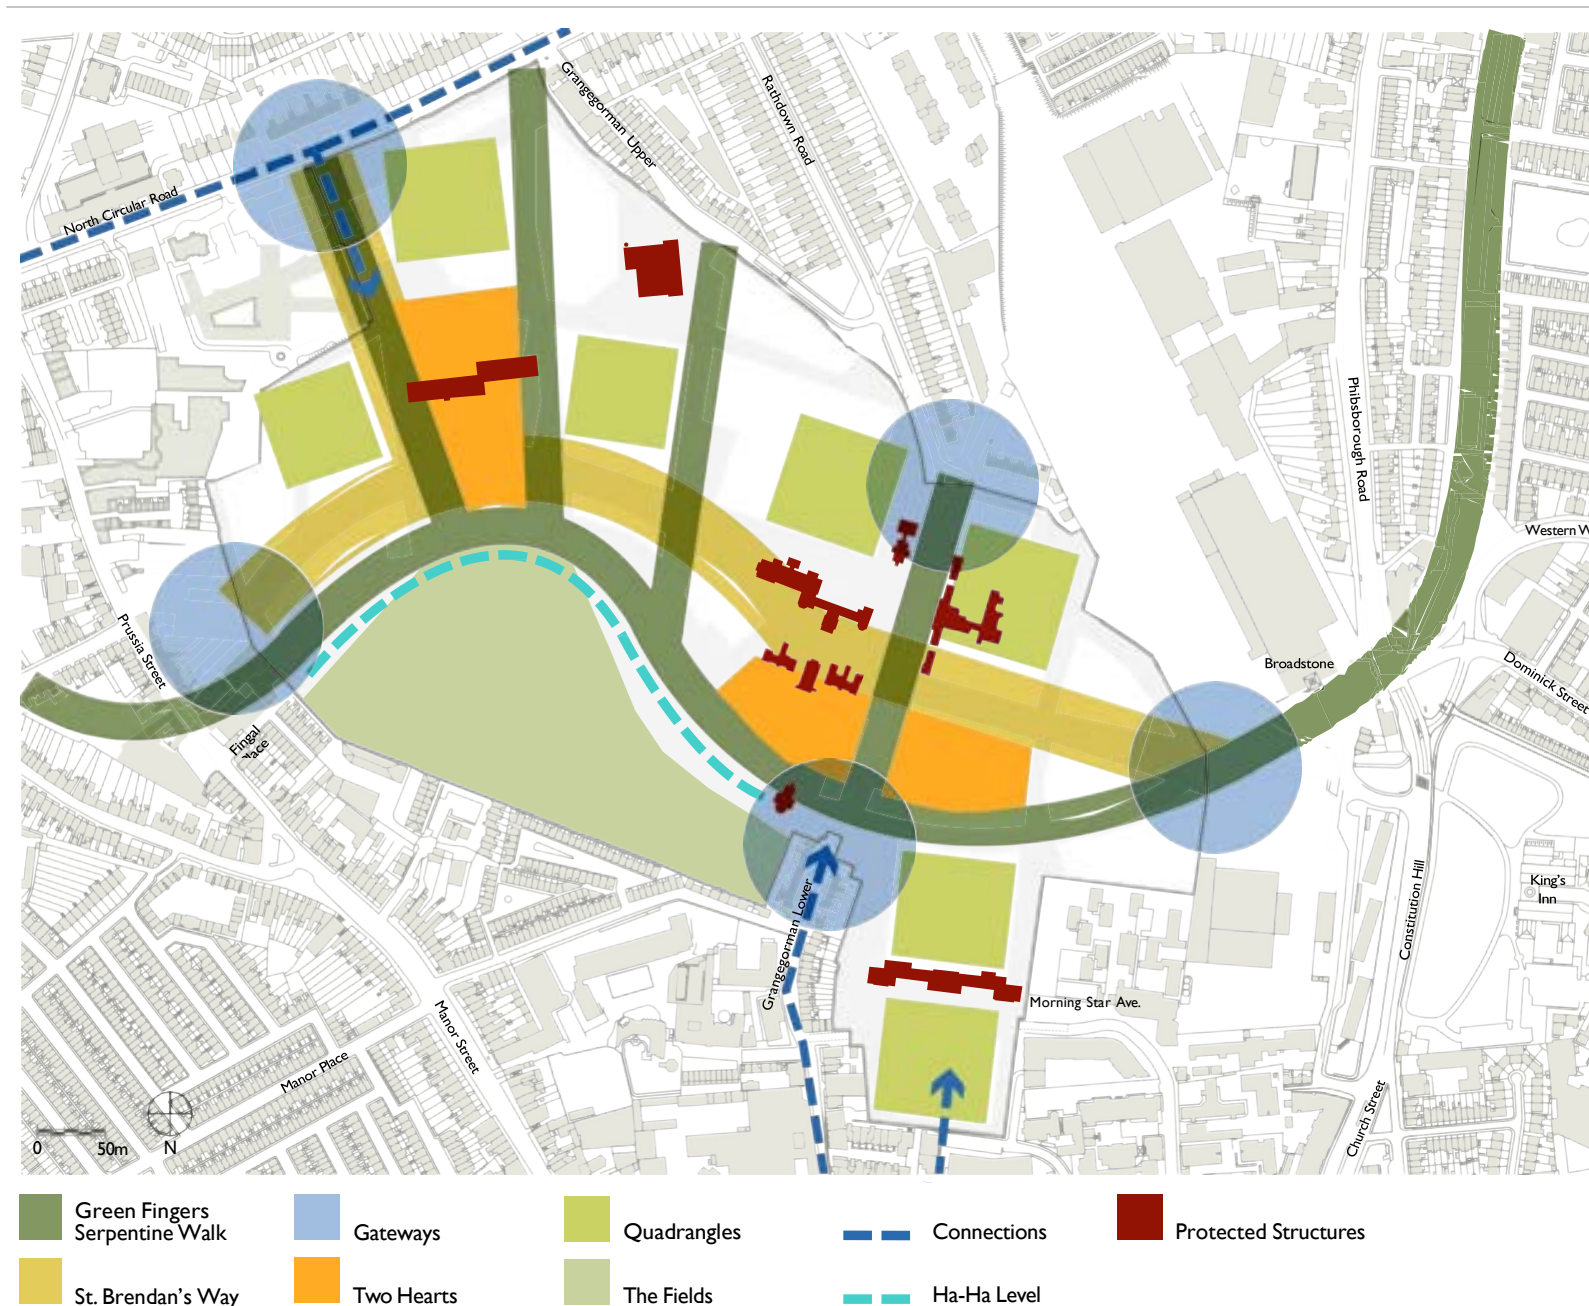 Grangegorman Upper
Rathdown Road
North Circular Road
Phibsborough Road
Western W
Prussia Street
Broadstone
Dominick Street
Fingal
Place
Grangegorman Lower
Constitution Hill
King's
Inn
Morning Star Ave.
Manor Street
Manor Place
Church Street
0 50m N
Green Fingers
Serpentine Walk
Gateways
Quadrangles
Connections
Protected Structures
St. Brendan's Way
Two Hearts
The Fields
Ha-Ha Level